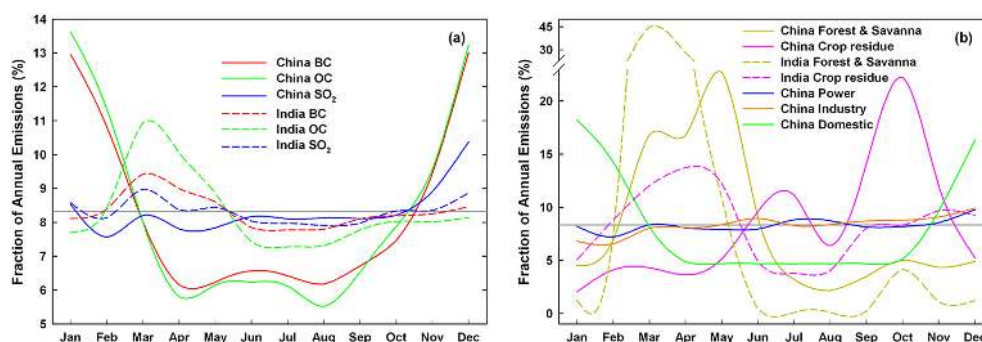 Fraction of Annual Emissions (%)
14
13
12
11
10
9
8
7
6
5
(a)
China BC
China OC
China SO₂
India BC
India OC
India SO₂
Jan Feb Mar Apr May Jun Jul Aug Sep Oct Nov Dec
Fraction of Annual Emissions (%)
45
30
20
15
10
5
0
(b)
China Forest & Savanna
China Crop residue
India Forest & Savanna
India Crop residue
China Power
China Industry
China Domestic
Jan Feb Mar Apr May Jun Jul Aug Sep Oct Nov Dec